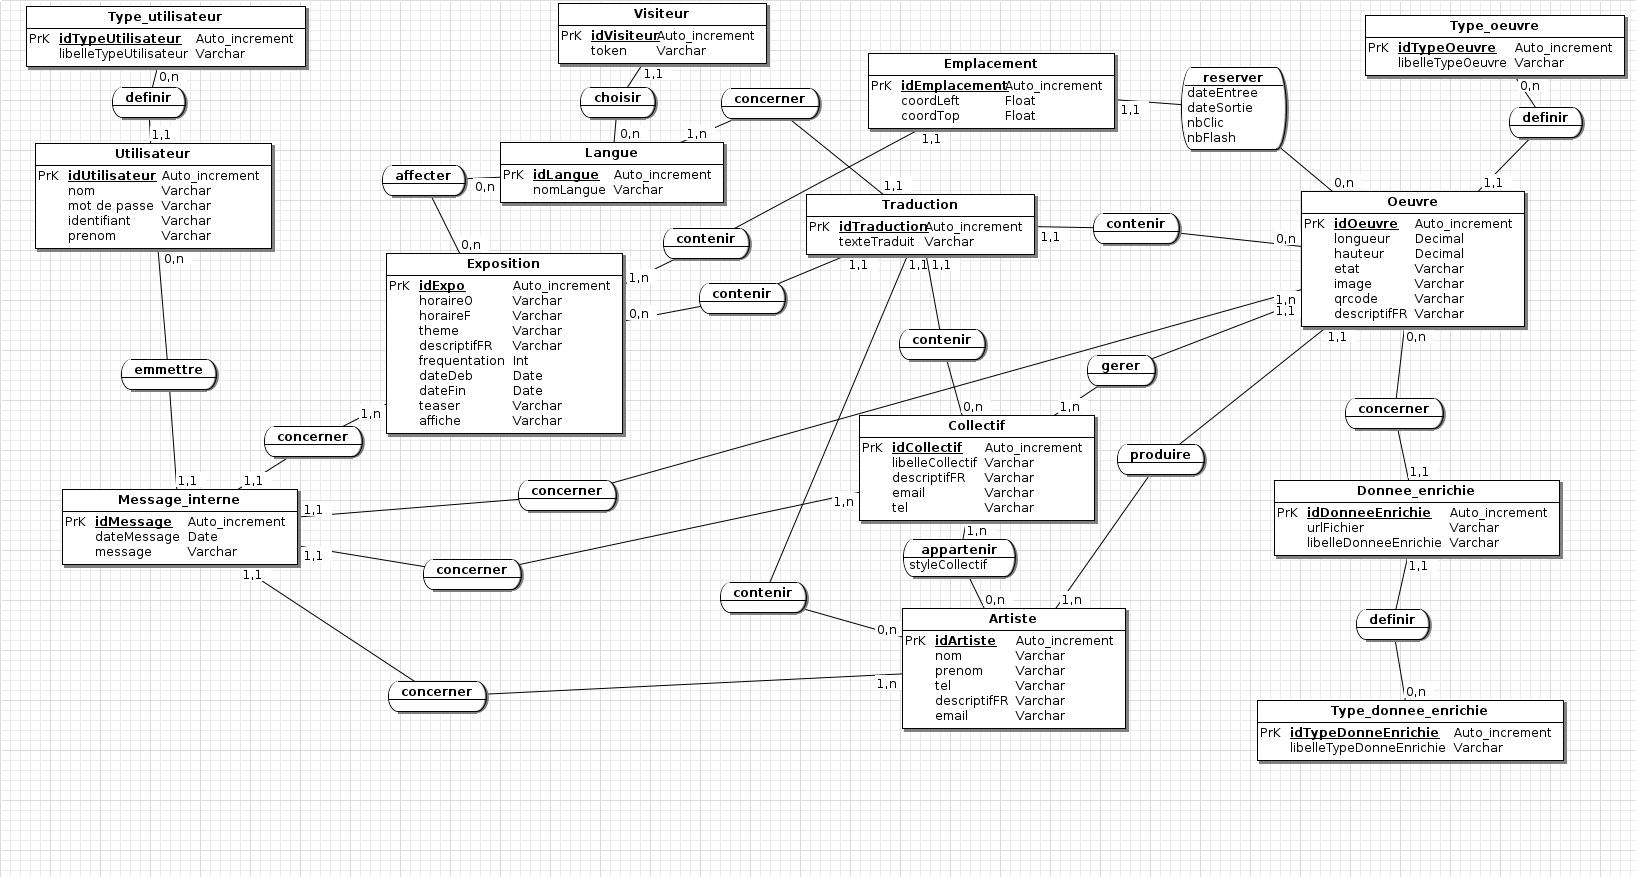 Type_utilisateur
PrK idTypeUtilisateur Auto_increment
libelleTypeUtilisateur Varchar
0,n
definir
1,1
Utilisateur
PrK idUtilisateur Auto_increment
nom Varchar
mot de passe Varchar
identifiant Varchar
prenom Varchar
0,n
emmettre
1,1
Visiteur
PrK idVisiteur Auto_increment
token Varchar
1,1
choisir
0,n
Langue
PrK idLangue Auto_increment
nomLangue Varchar
1,n
concerner
1,1
0,n
affecter
0,n
Emplacement
PrK idEmplacement Auto_increment
coordLeft Float
coordTop Float
1,1
contenir
1,n
1,1
reserver
dateEntree
dateSortie
nbClic
nbFlash
0,n
Type_oeuvre
PrK idTypeOeuvre Auto_increment
libelleTypeOeuvre Varchar
0,n
definir
1,1
Traduction
PrK idTraduction Auto_increment
texteTraduit Varchar
1,1
contenir
0,n
1,1
contenir
0,n
1,1
1,1
contenir
0,n
Oeuvre
PrK idOeuvre Auto_increment
longueur Decimal
hauteur Decimal
etat Varchar
image Varchar
qrcode Varchar
descriptifFR Varchar
1,n
1,1
gerer
1,n
1,1
produire
1,n
0,n
concerner
1,1
Exposition
PrK idExpo Auto_increment
horaireO Varchar
horaireF Varchar
theme Varchar
descriptifFR Varchar
frequentation Int
dateDeb Date
dateFin Date
teaser Varchar
affiche Varchar
1,n
concerner
1,1
Message_interne
PrK idMessage Auto_increment
dateMessage Date
message Varchar
1,1
concerner
1,1
concerner
1,n
1,1
concerner
1,n
Collectif
PrK idCollectif Auto_increment
libelleCollectif Varchar
descriptifFR Varchar
email Varchar
tel Varchar
1,n
appartenir
styleCollectif
0,n
contenir
0,n
Artiste
PrK idArtiste Auto_increment
nom Varchar
prenom Varchar
tel Varchar
descriptifFR Varchar
email Varchar
Donnee_enrichie
PrK idDonneeEnrichie Auto_increment
urlFichier Varchar
libelleDonneeEnrichie Varchar
1,1
definir
0,n
Type_donnee_enrichie
PrK idTypeDonneEnrichie Auto_increment
libelleTypeDonneEnrichie Varchar